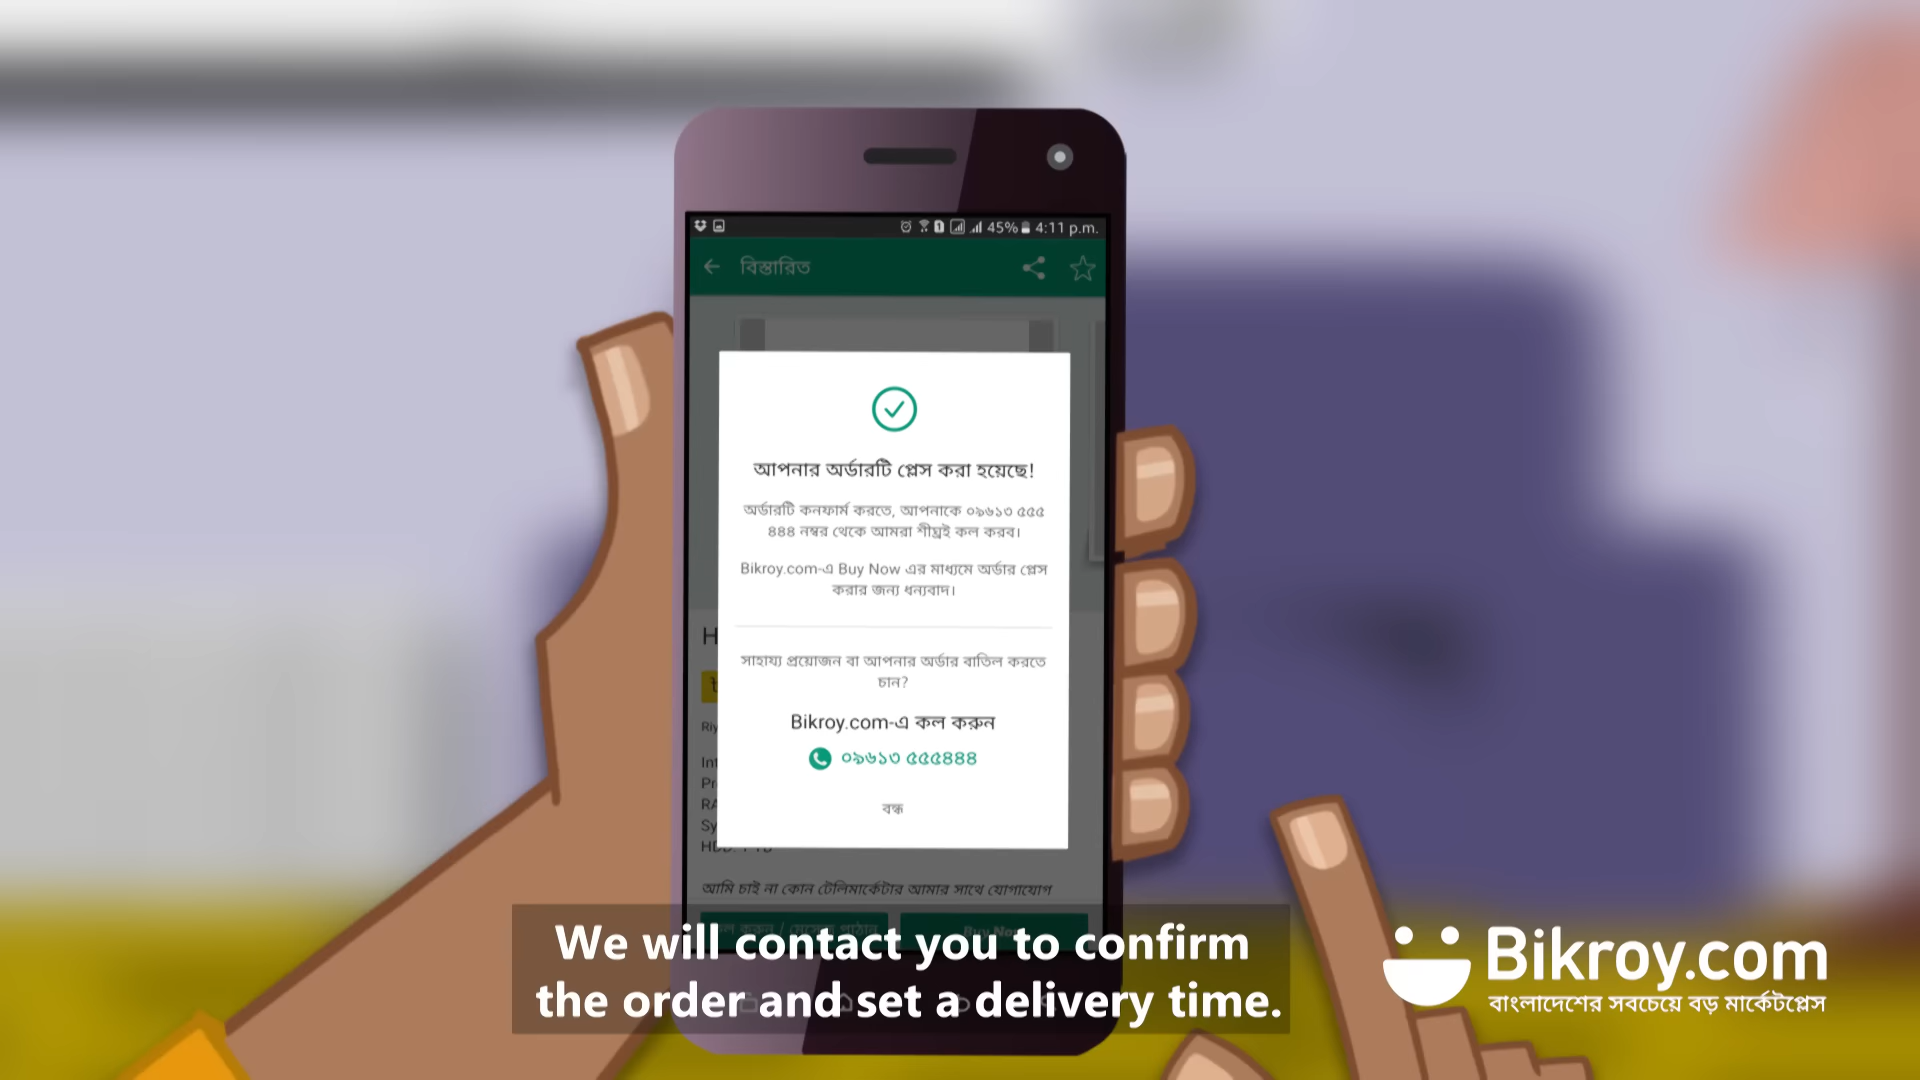 45% 4:11 p.m.
বিস্তারিত
আপনার অর্ডারটি প্লেস করা হয়েছে!
অর্ডারটি কনফার্ম করতে, আপনাকে ০৯৬১৩ ৫৫৫
৪৪৪ নম্বর থেকে আমরা শীঘ্রই কল করব।
Bikroy.com-এ Buy Now এর মাধ্যমে অর্ডার প্লেস
করার জন্য ধন্যবাদ।
সাহায্য প্রয়োজন বা আপনার অর্ডার বাতিল করতে
চান?
Bikroy.com-এ কল করুন
০৯৬১৩ ৫৫৫৪৪৪
বন্ধ
আমি চাই না কোন টেলিমার্কেটার আমার সাথে যোগাযোগ
We will contact you to confirm
the order and set a delivery time.
Bikroy.com
বাংলাদেশের সবচেয়ে বড় মার্কেটপ্লেস